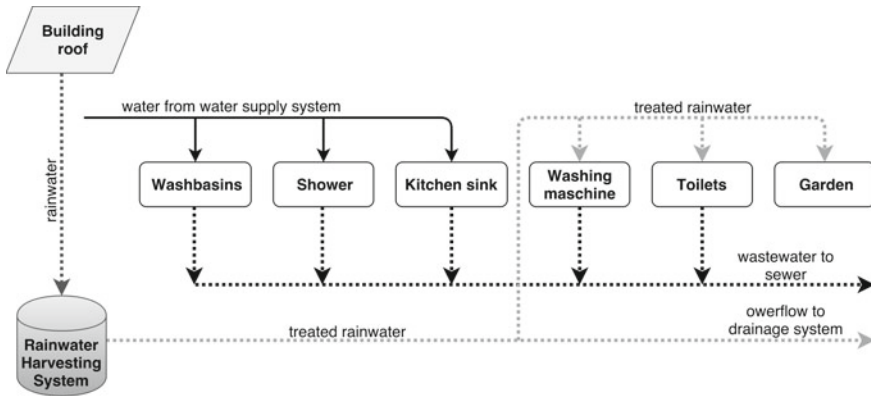 Building
roof
water from water supply system
treated rainwater
rainwater
Washbasins
Shower
Kitchen sink
Washing
maschine
Toilets
Garden
wastewater to
sewer
owerflow to
drainage system
treated rainwater
Rainwater
Harvesting
System